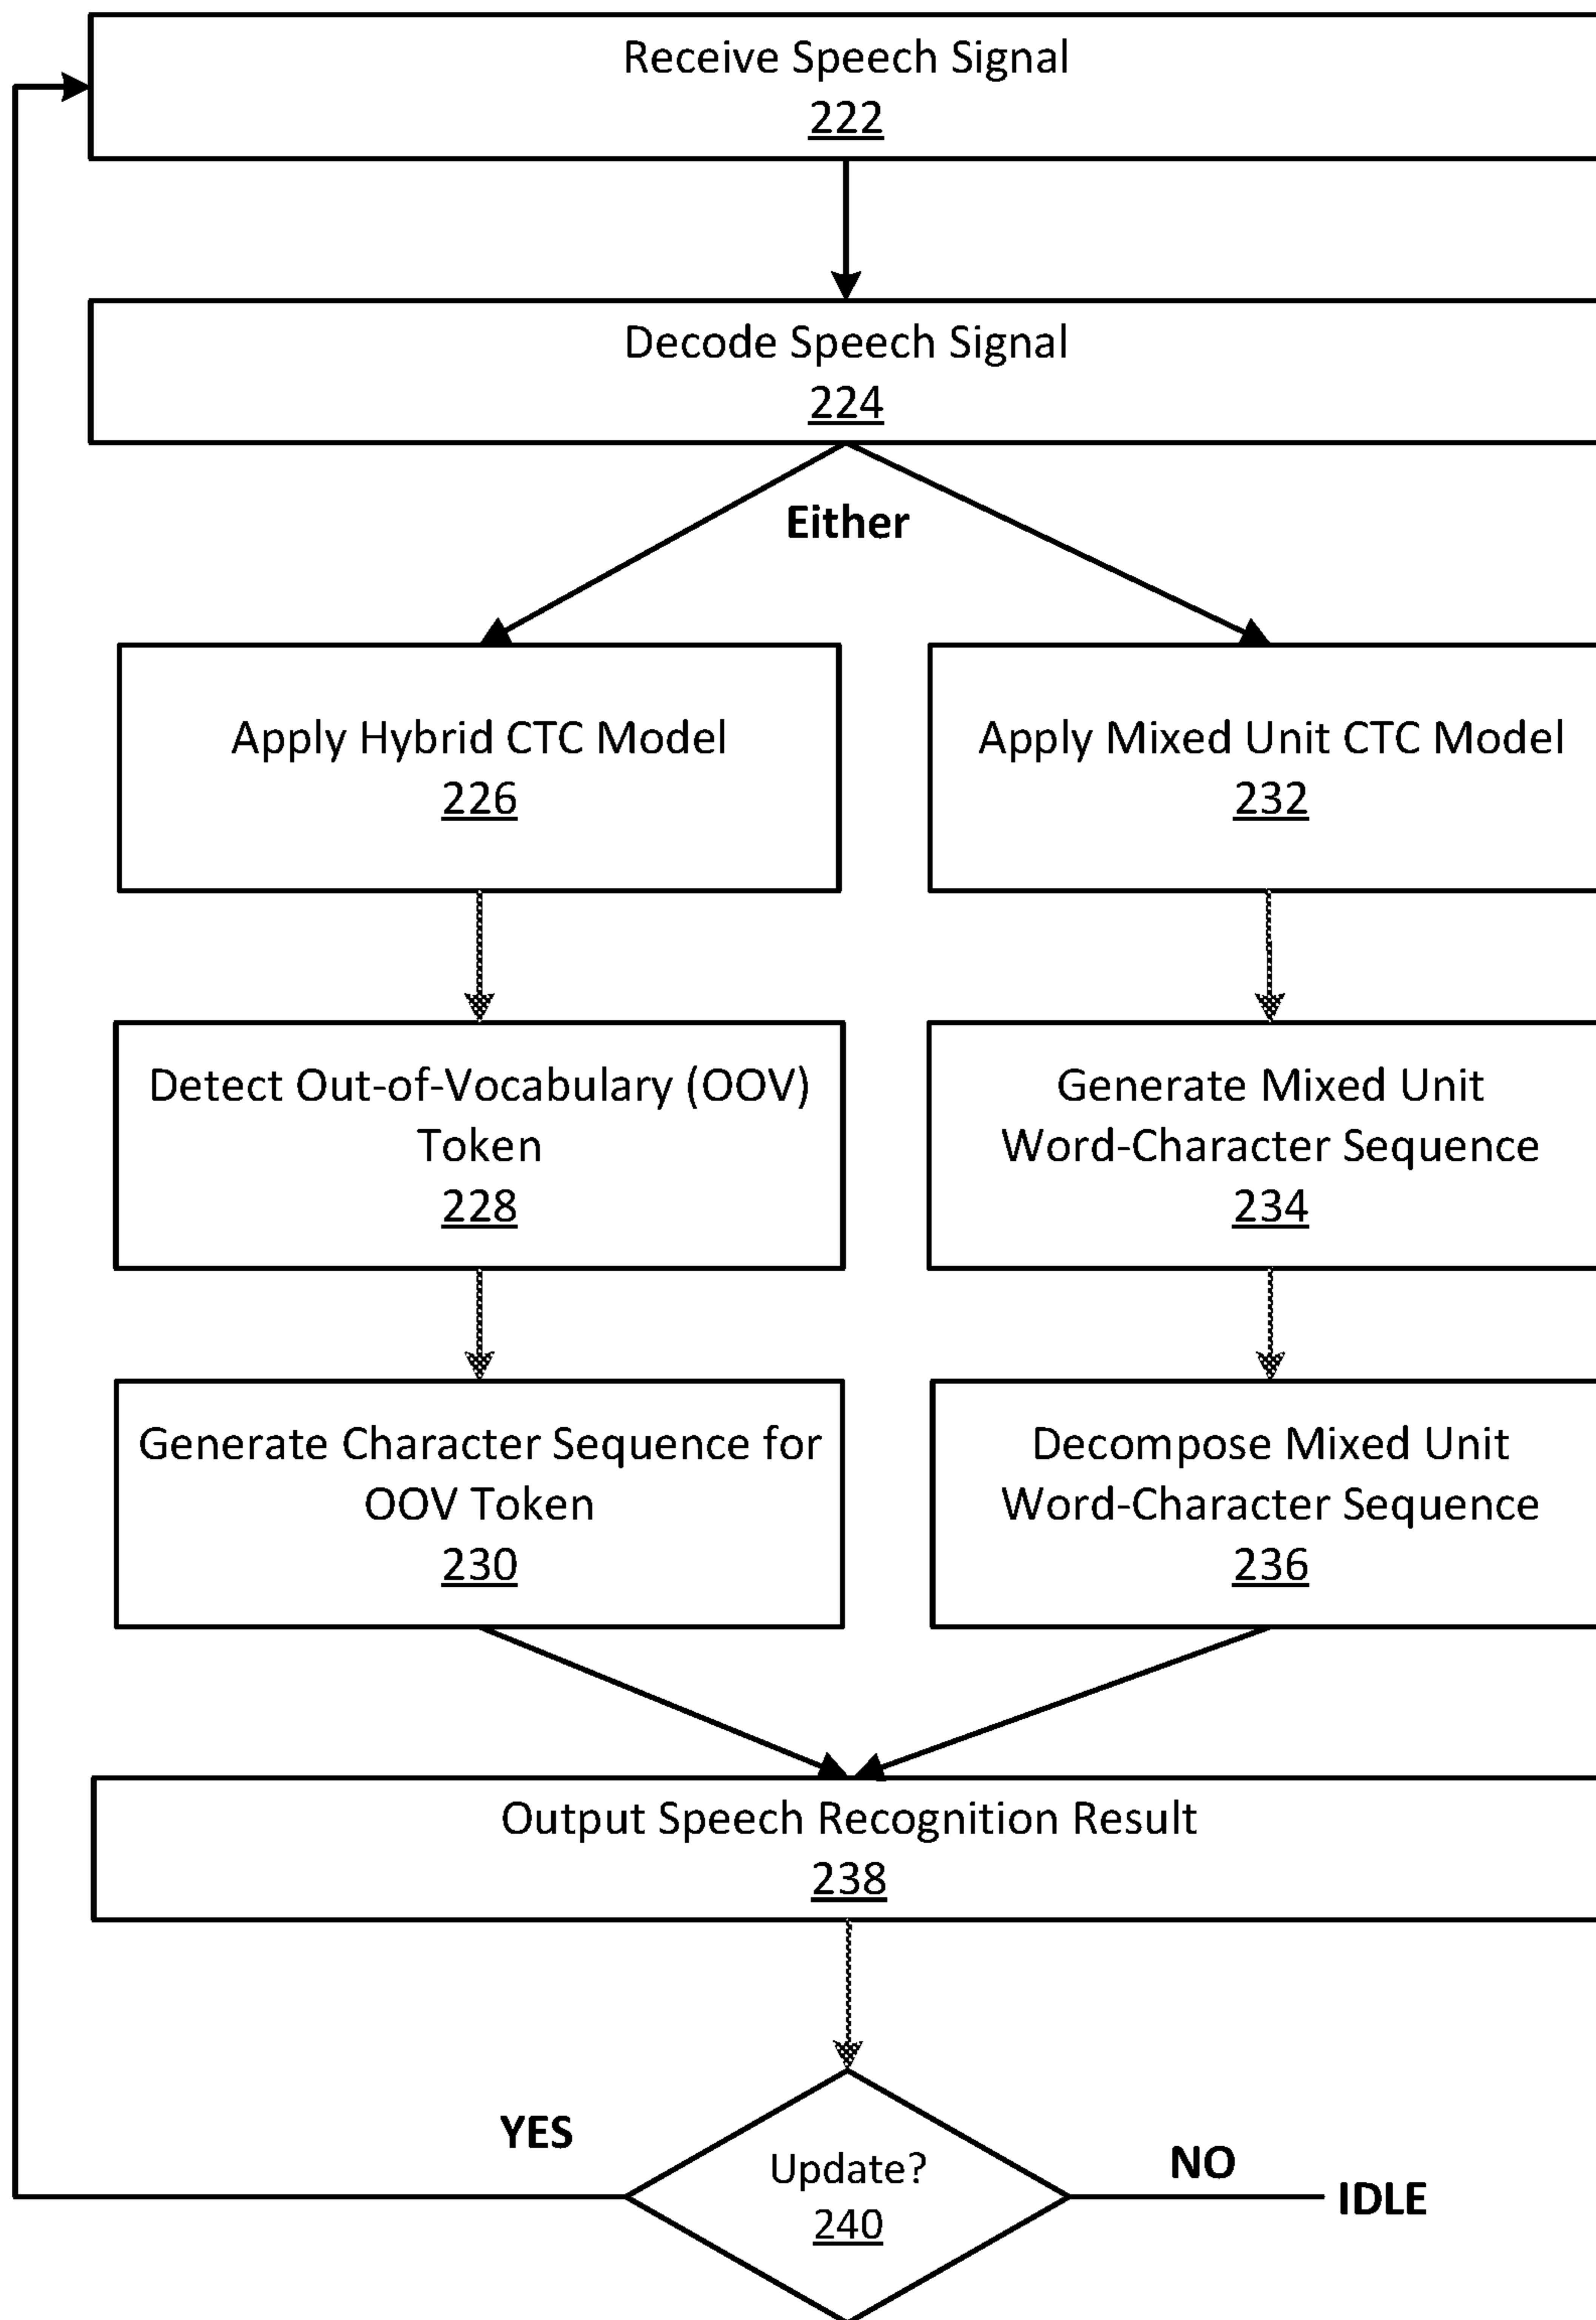 Receive Speech Signal
222
Decode Speech Signal
224
Either
Apply Hybrid CTC Model
226
Apply Mixed Unit CTC Model
232
Detect Out-of-Vocabulary (OOV)
Token
228
Generate Mixed Unit
Word-Character Sequence
234
Generate Character Sequence for
OOV Token
230
Decompose Mixed Unit
Word-Character Sequence
236
Output Speech Recognition Result
238
YES
Update?
240
NO
IDLE